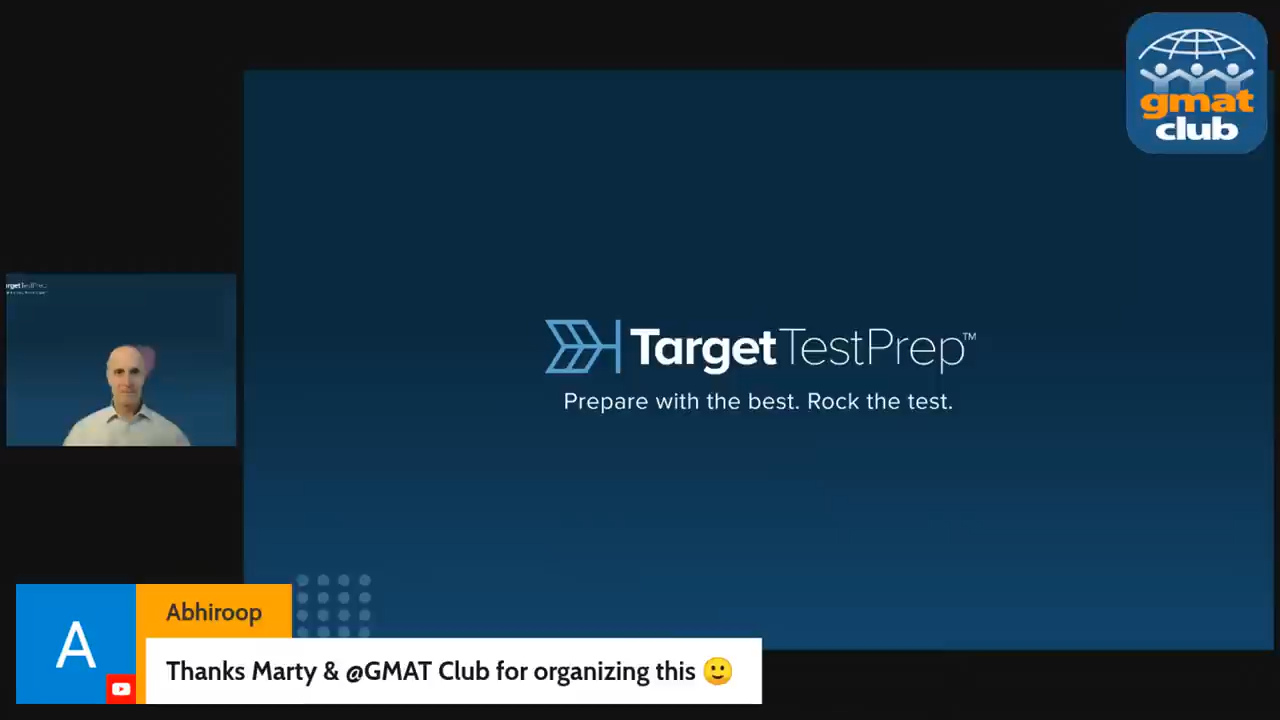 gmat
club
TargetTestPrep™
Prepare with the best. Rock the test.
A
Abhiroop
Thanks Marty & @GMAT Club for organizing this 🙂